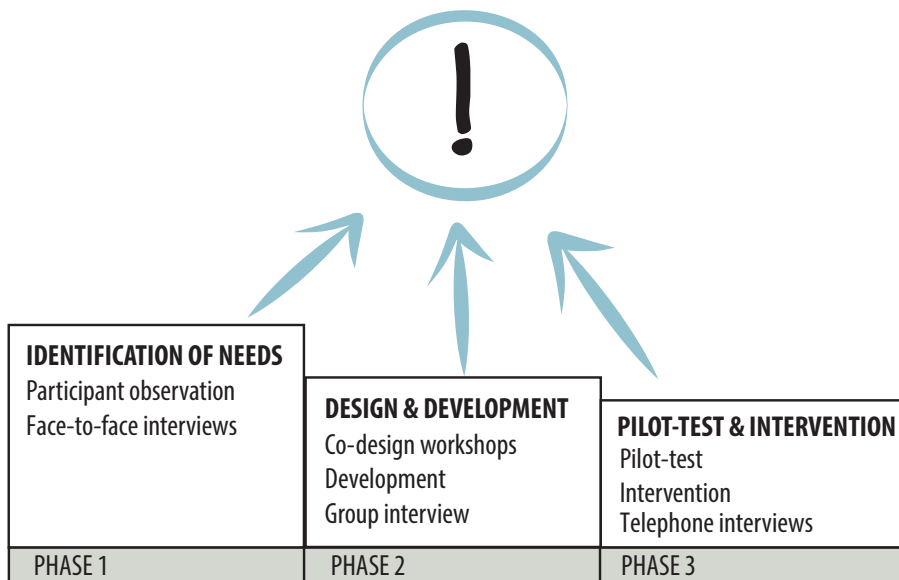 !
IDENTIFICATION OF NEEDS
Participant observation
Face-to-face interviews
PHASE 1
DESIGN & DEVELOPMENT
Co-design workshops
Development
Group interview
PHASE 2
PILOT-TEST & INTERVENTION
Pilot-test
Intervention
Telephone interviews
PHASE 3